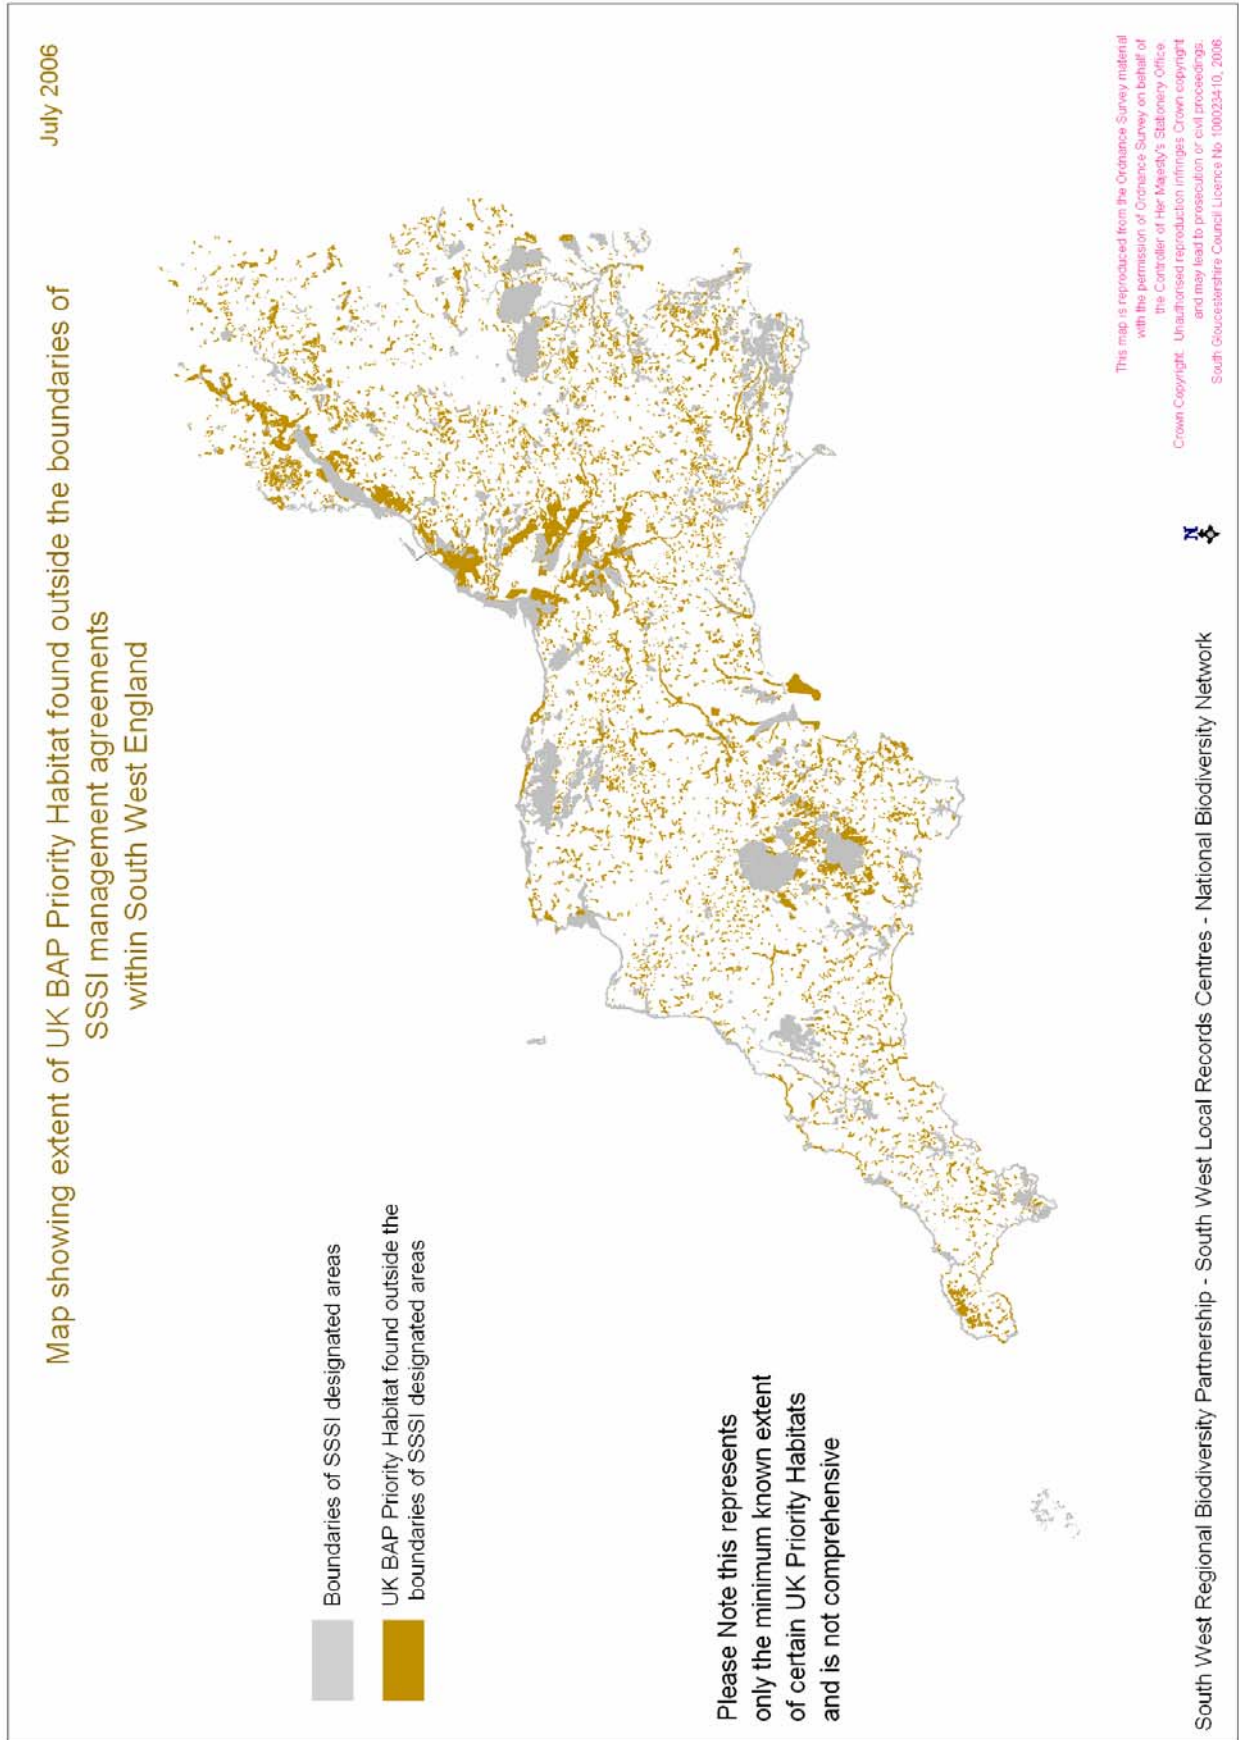 Map showing extent of UK BAP Priority Habitat found outside the boundaries of
SSSI management agreements
within South West England
July 2006
Boundaries of SSSI designated areas
UK BAP Priority Habitat found outside the
boundaries of SSSI designated areas
Please Note this represents
only the minimum known extent
of certain UK Priority Habitats
and is not comprehensive
N
This map is reproduced from the Ordnance Survey material
with the permission of Ordnance Survey on behalf of
the Controller of Her Majesty's Stationery Office.
Crown Copyright. Unauthorised reproduction infringes Crown copyright
and may lead to prosecution or civil proceedings.
South Gloucestershire Council Licence No 100023410, 2006.
South West Regional Biodiversity Partnership - South West Local Records Centres - National Biodiversity Network